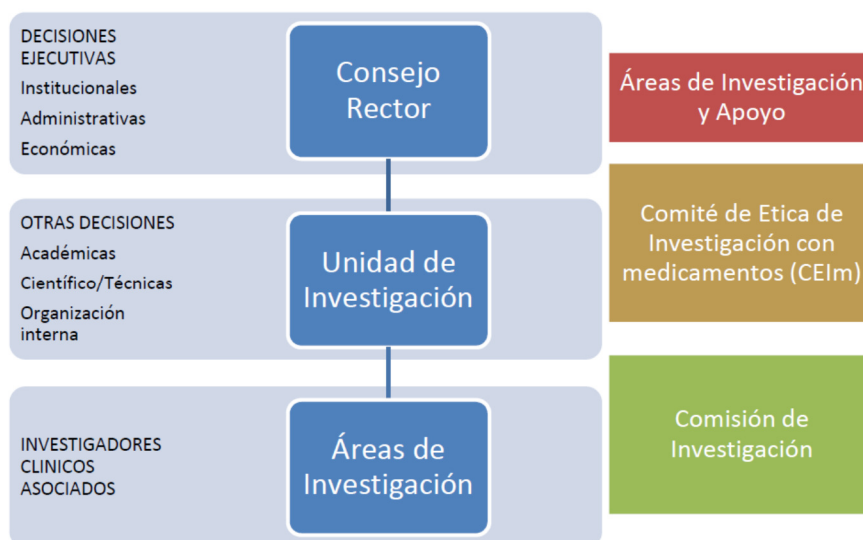 DECISIONES
EJECUTIVAS
Institucionales
Administrativas
Económicas
Consejo
Rector
Áreas de Investigación
y Apoyo
OTRAS DECISIONES
Académicas
Científico/Técnicas
Organización
interna
Unidad de
Investigación
Comité de Etica de
Investigación con
medicamentos (CEIm)
INVESTIGADORES
CLINICOS
ASOCIADOS
Áreas de
Investigación
Comisión de
Investigación